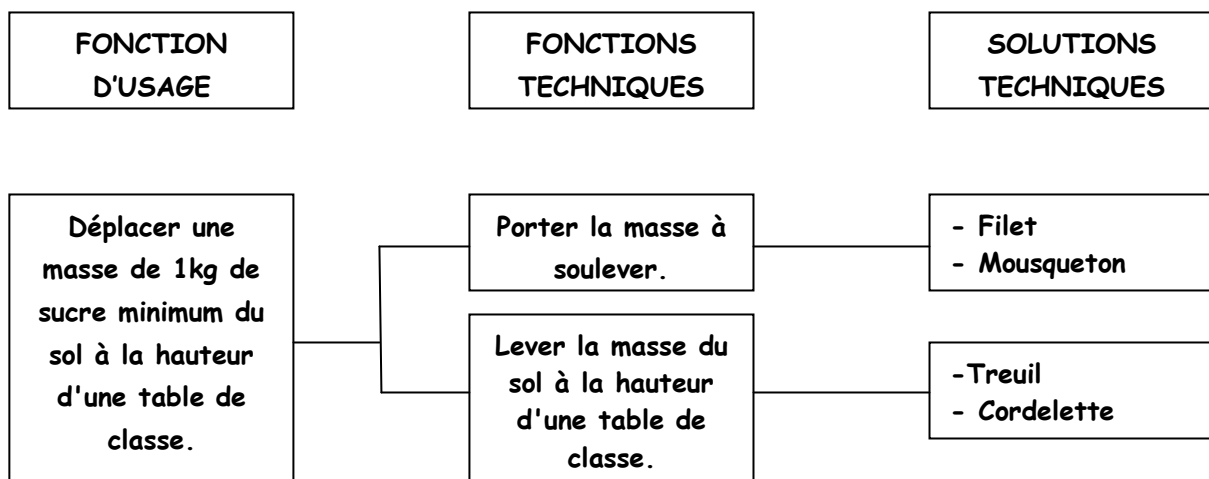 FONCTION
D'USAGE
FONCTIONS
TECHNIQUES
SOLUTIONS
TECHNIQUES
Déplacer une
masse de 1kg de
sucre minimum du
sol à la hauteur
d'une table de
classe.
Porter la masse à
soulever.
Lever la masse du
sol à la hauteur
d'une table de
classe.
- Filet
- Mousqueton
-Treuil
- Cordelette